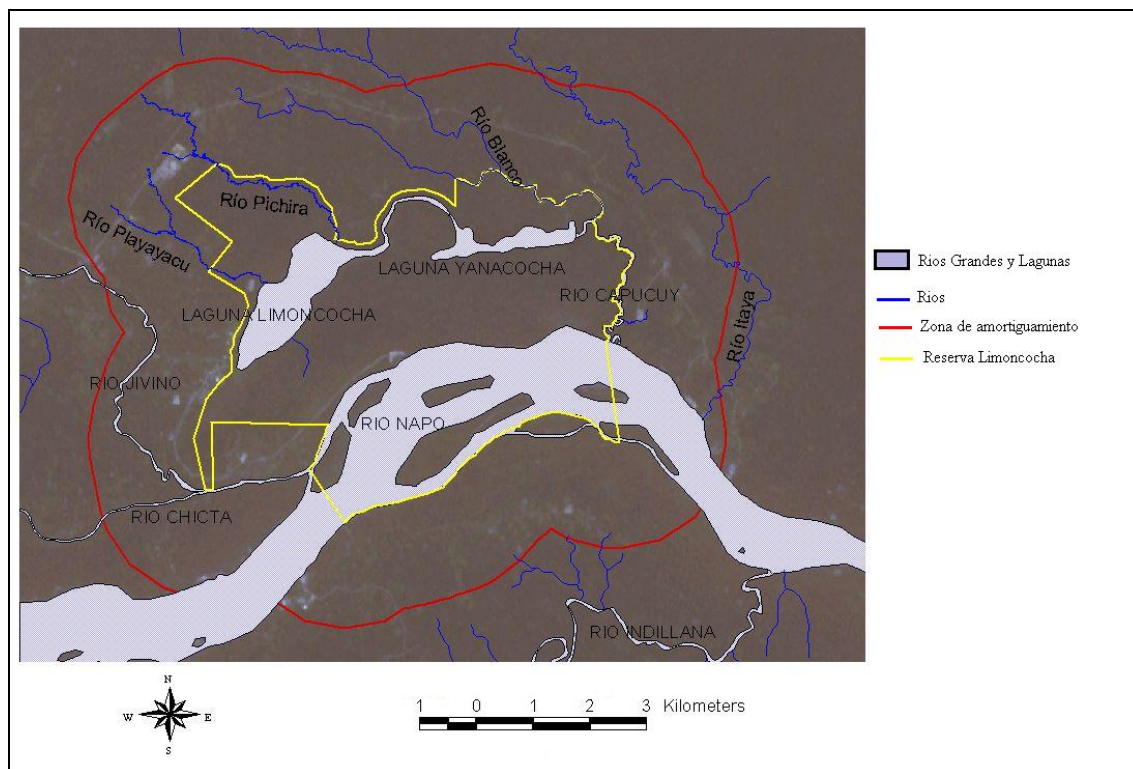 Río Blanco
Río Pichira
Río Playayacu
LAGUNA YANACOCHA
RIO CAPUCUY
LAGUNA LIMONCOCHA
Río Itaya
RIO JIVINO
RIO NAPO
RIO CHICTA
RIO INDILLANA
Rios Grandes y Lagunas
Rios
Zona de amortiguamiento
Reserva Limoncocha
N
W E
S
1 0 1 2 3 Kilometers